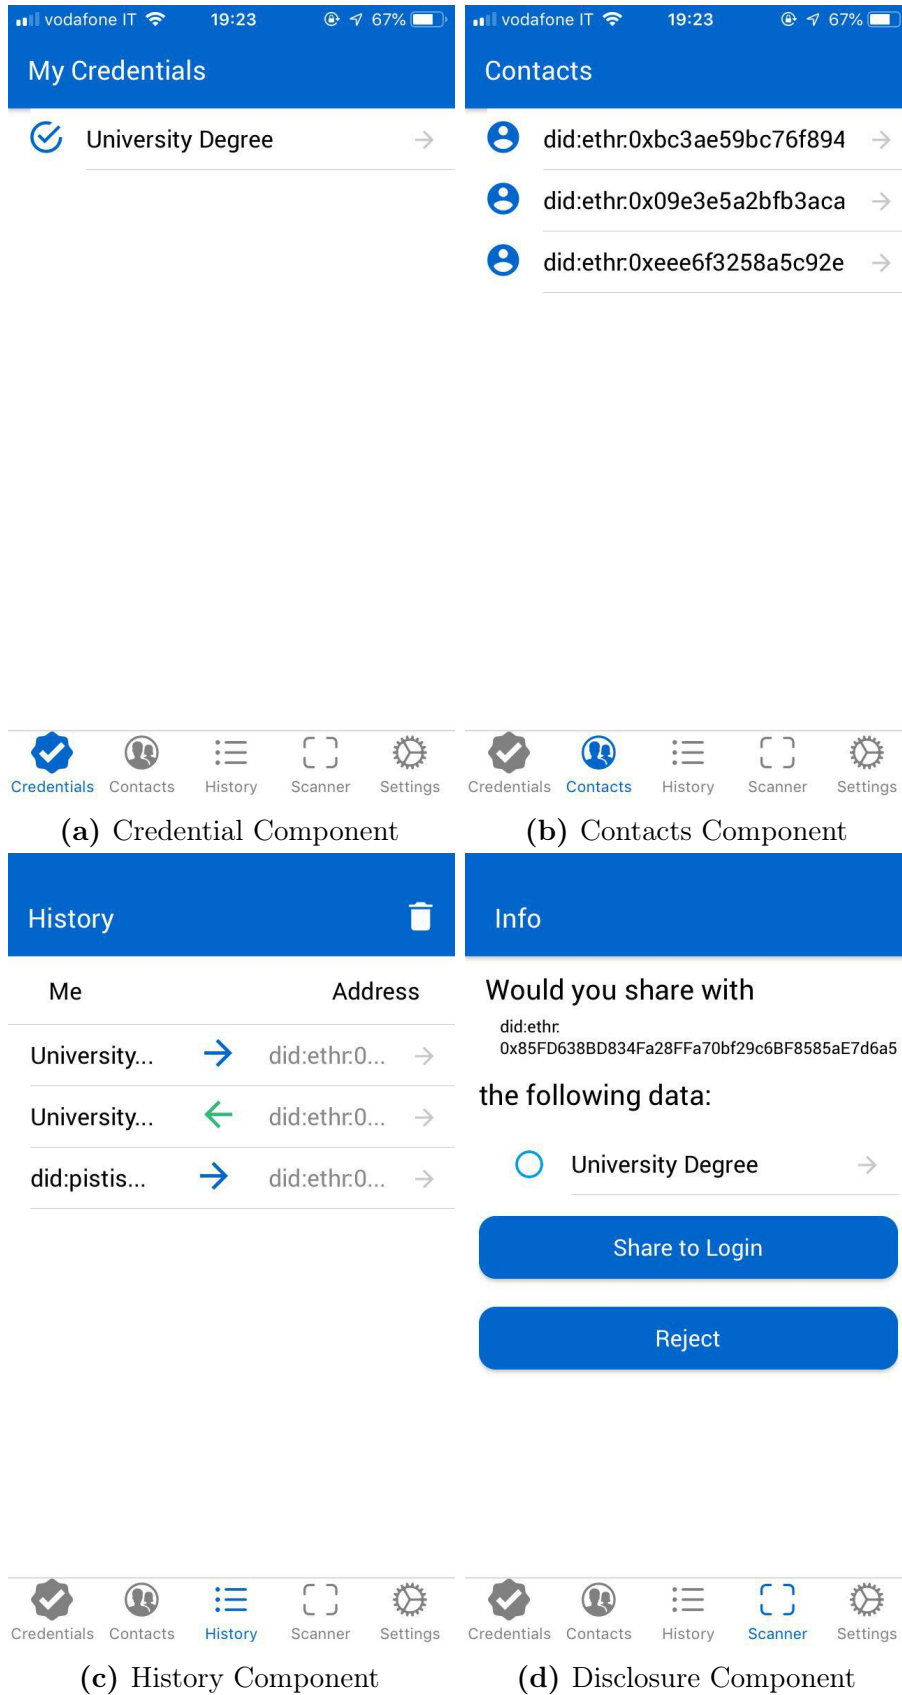 vodafone IT 19:23 67%
My Credentials
University Degree
Credentials Contacts History Scanner Settings
(a) Credential Component
vodafone IT 19:23 67%
Contacts
did:ethr:0xbc3ae59bc76f894
did:ethr:0x09e3e5a2bfb3aca
did:ethr:0xeee6f3258a5c92e
Credentials Contacts History Scanner Settings
(b) Contacts Component
History
Me Address
University... did:ethr:0...
University... did:ethr:0...
did:pistis... did:ethr:0...
Credentials Contacts History Scanner Settings
(c) History Component
Info
Would you share with
did:ethr:
0x85FD638BD834Fa28FFa70bf29c6BF8585aE7d6a5
the following data:
University Degree
Share to Login
Reject
Credentials Contacts History Scanner Settings
(d) Disclosure Component